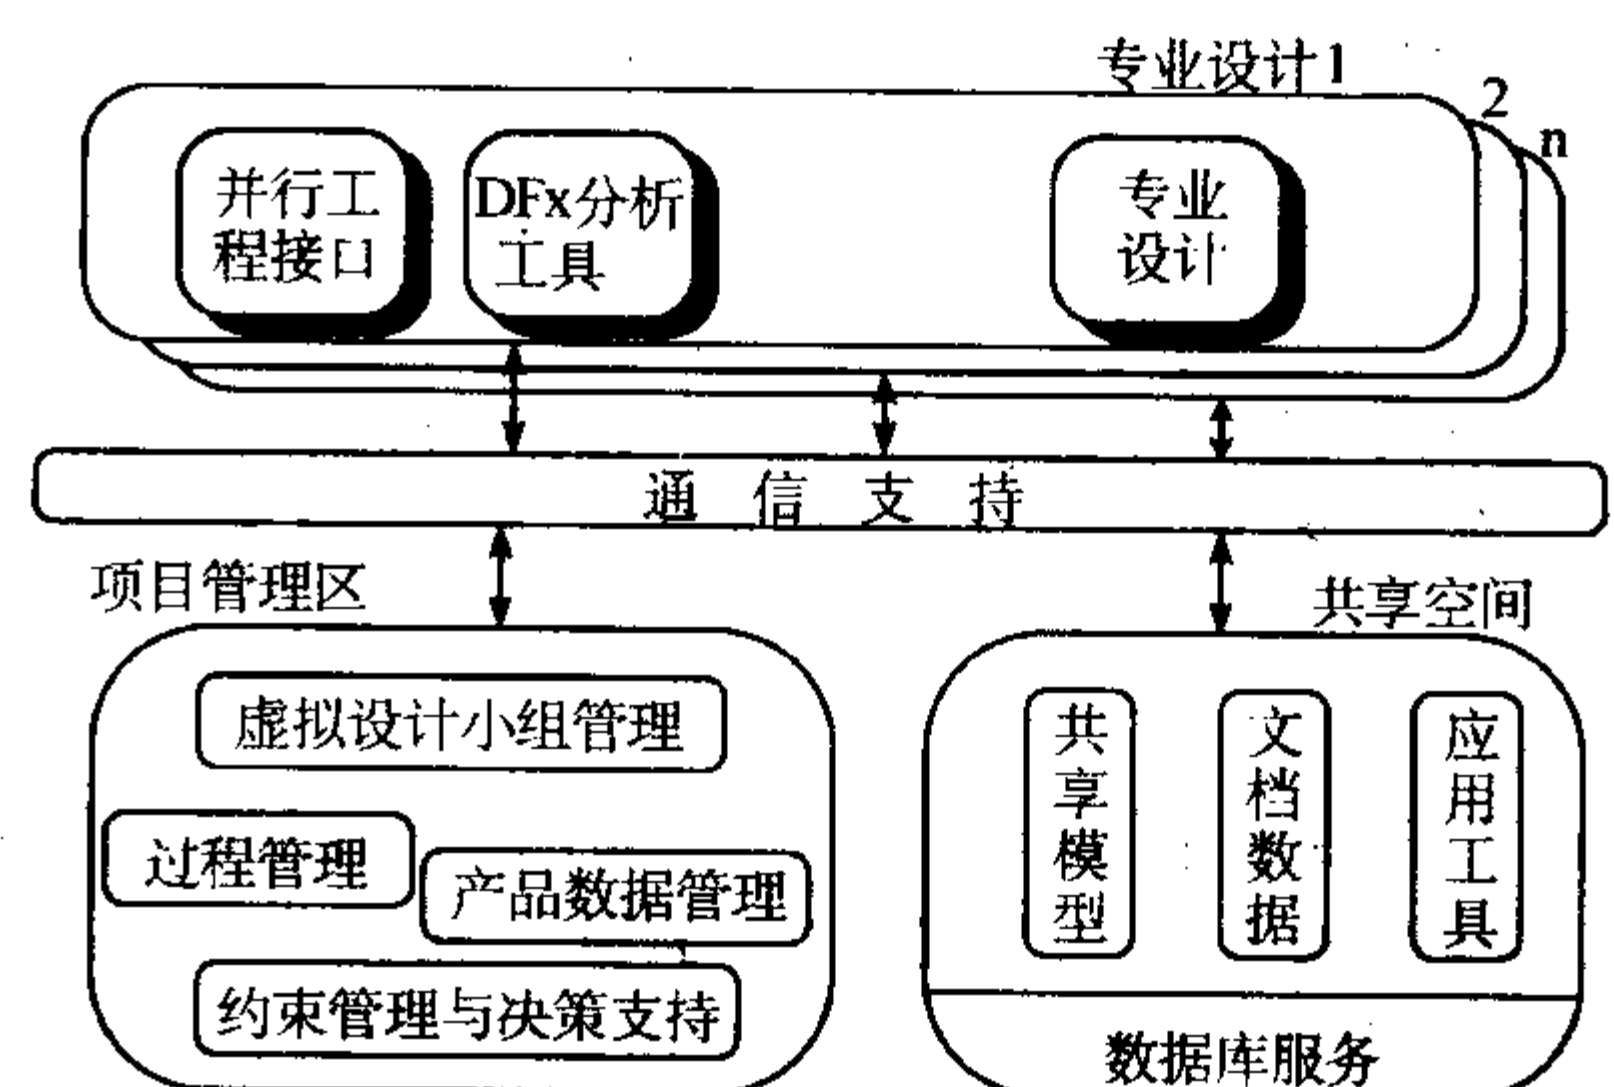 专业设计1
2
n
并行工
程接口
DFx分析
工具
专业
设计
通信支持
项目管理区
共享空间
虚拟设计小组管理
过程管理
产品数据管理
约束管理与决策支持
共享模型
文档数据
应用工具
数据库服务